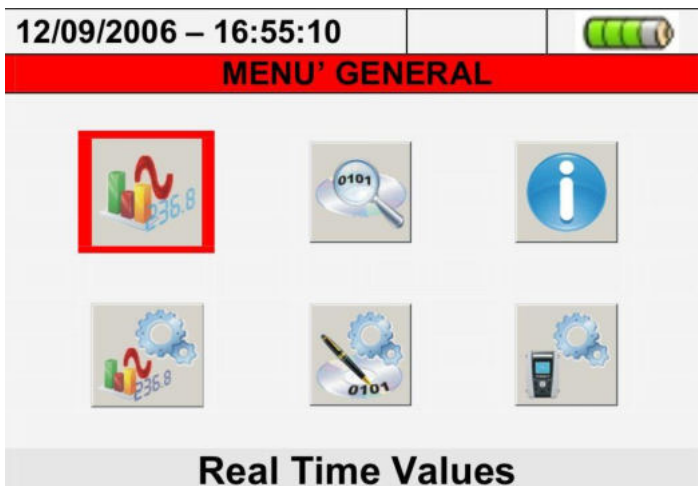 12/09/2006 – 16:55:10
MENU’ GENERAL
236.8
0101
236.8
0101
Real Time Values